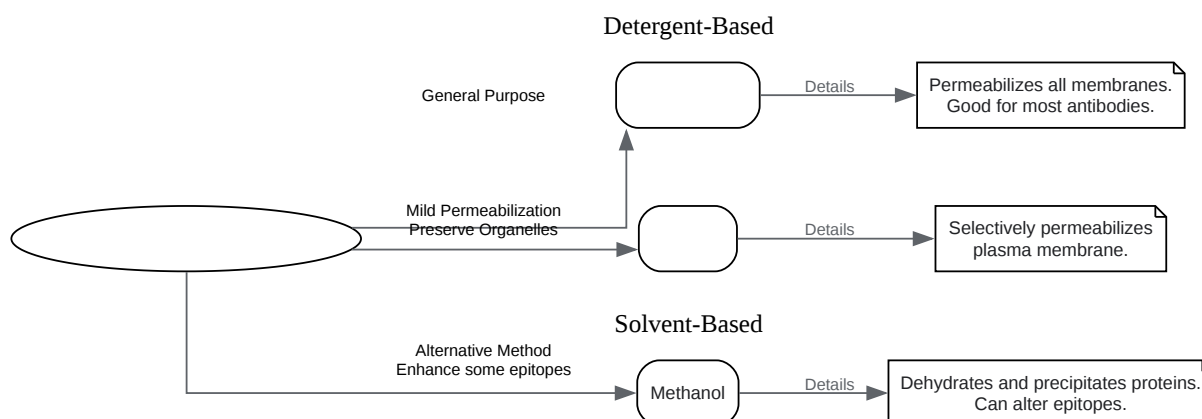 Detergent-Based
General Purpose
Details
Permeabilizes all membranes.
Good for most antibodies.
Mild Permeabilization
Preserve Organelles
Details
Selectively permeabilizes
plasma membrane.
Solvent-Based
Alternative Method
Enhance some epitopes
Methanol
Details
Dehydrates and precipitates proteins.
Can alter epitopes.